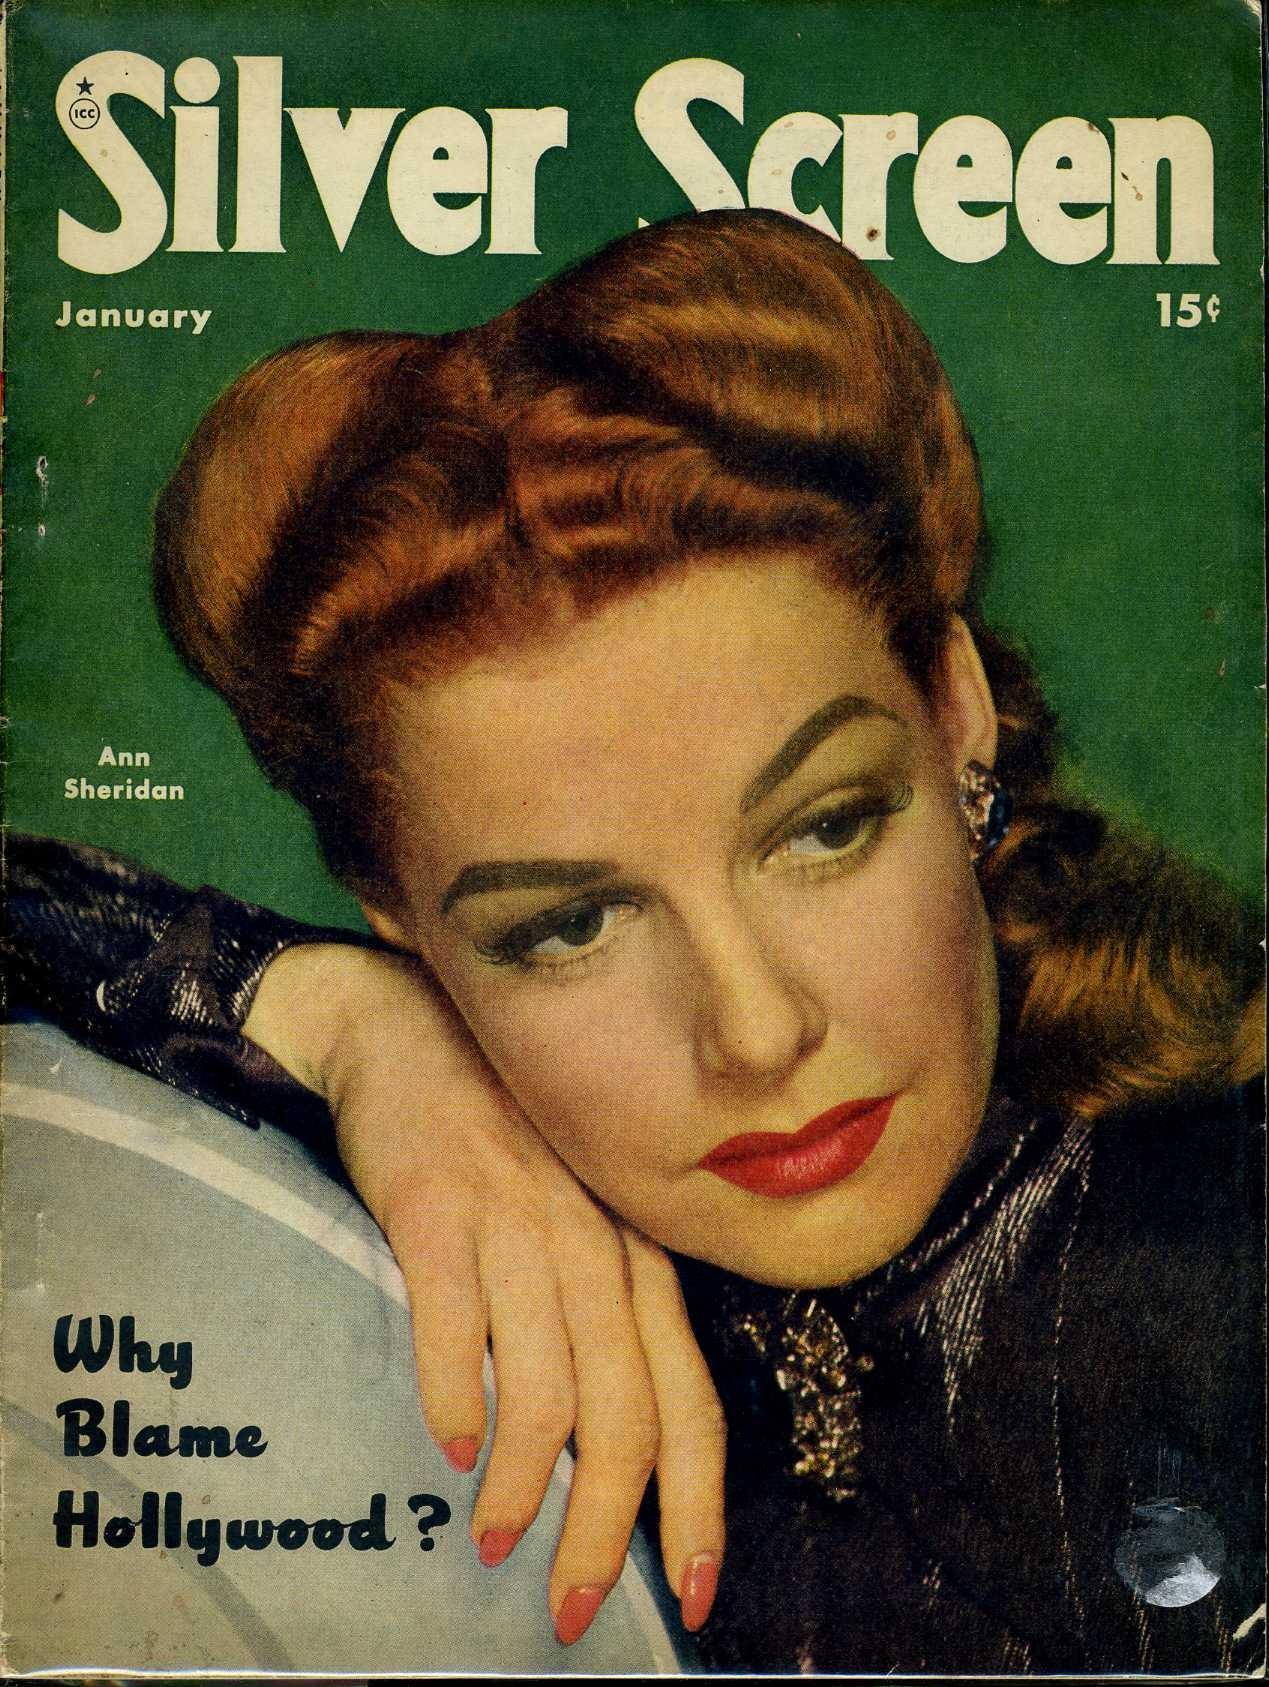 ICC
Silver Screen
January
15¢
Ann
Sheridan
Why
Blame
Hollywood?